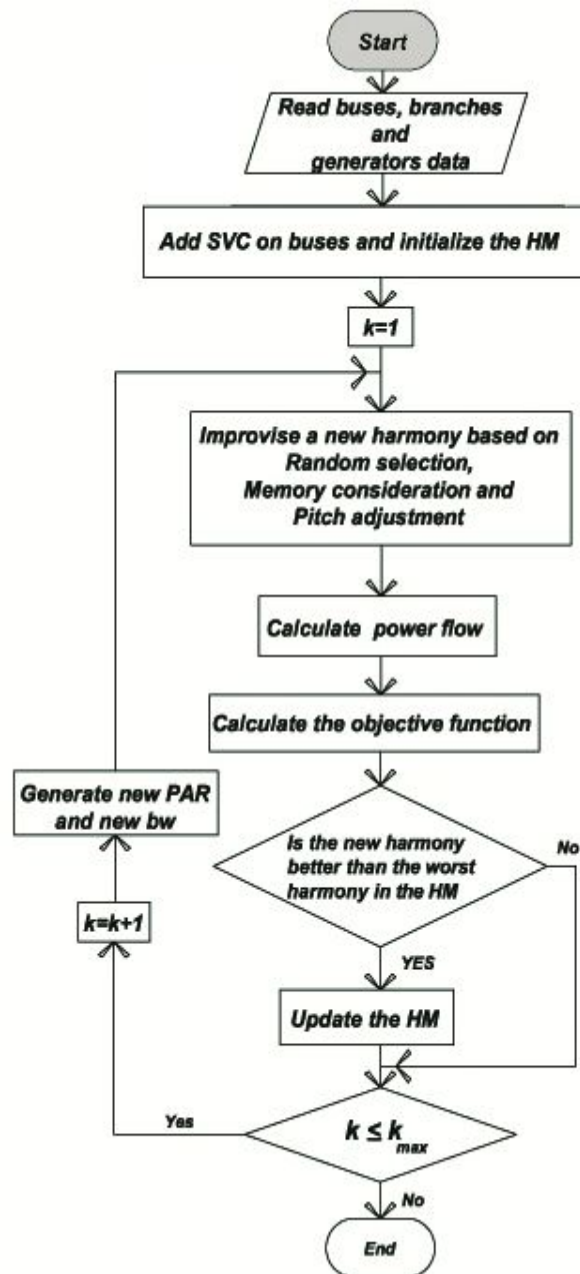 Start
Read buses, branches
and
generators data
Add SVC on buses and initialize the HM
k=1
Improvise a new harmony based on
Random selection,
Memory consideration and
Pitch adjustment
Calculate power flow
Calculate the objective function
Generate new PAR
and new bw
Is the new harmony
better than the worst
harmony in the HM
No
k=k+1
YES
Update the HM
Yes
k ≤ k_max
No
End